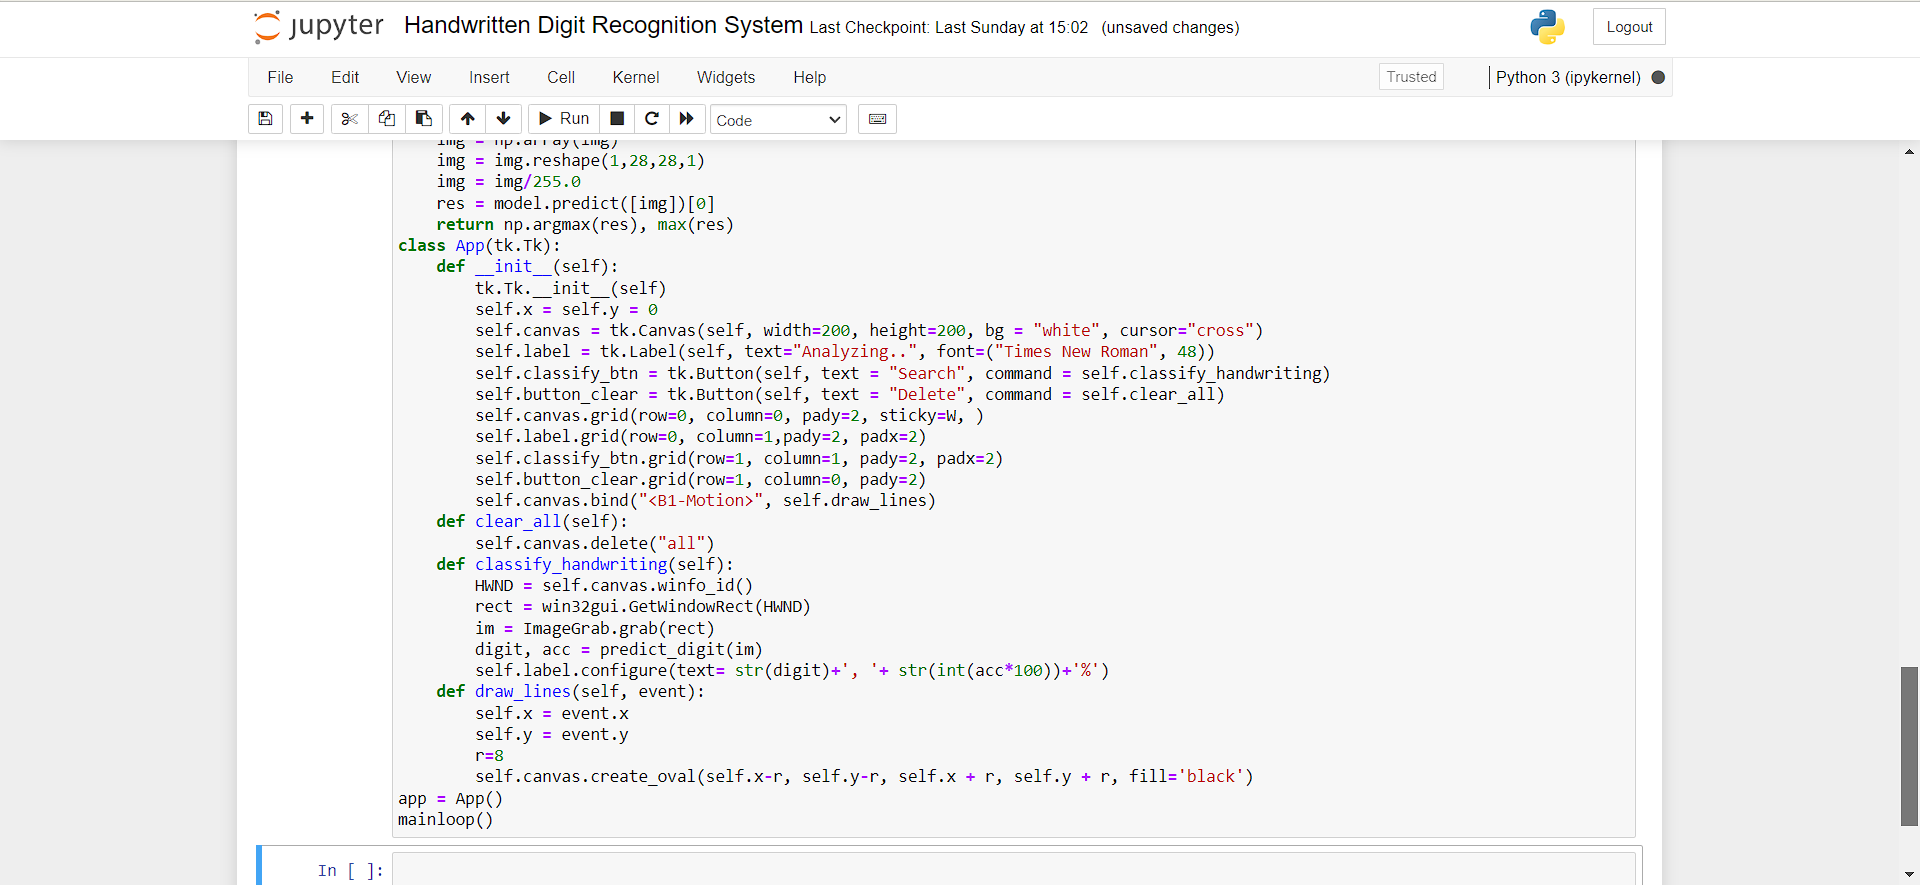 jupyter Handwritten Digit Recognition System Last Checkpoint: Last Sunday at 15:02 (unsaved changes) Logout
File Edit View Insert Cell Kernel Widgets Help Trusted Python 3 (ipykernel)
Run Code
img = np.array(img)
img = img.reshape(1,28,28,1)
img = img/255.0
res = model.predict([img])[0]
return np.argmax(res), max(res)
class App(tk.Tk):
def __init__(self):
tk.Tk.__init__(self)
self.x = self.y = 0
self.canvas = tk.Canvas(self, width=200, height=200, bg = "white", cursor="cross")
self.label = tk.Label(self, text="Analyzing..", font=("Times New Roman", 48))
self.classify_btn = tk.Button(self, text = "Search", command = self.classify_handwriting)
self.button_clear = tk.Button(self, text = "Delete", command = self.clear_all)
self.canvas.grid(row=0, column=0, pady=2, sticky=W, )
self.label.grid(row=0, column=1,pady=2, padx=2)
self.classify_btn.grid(row=1, column=1, pady=2, padx=2)
self.button_clear.grid(row=1, column=0, pady=2)
self.canvas.bind("<B1-Motion>", self.draw_lines)
def clear_all(self):
self.canvas.delete("all")
def classify_handwriting(self):
HWND = self.canvas.winfo_id()
rect = win32gui.GetWindowRect(HWND)
im = ImageGrab.grab(rect)
digit, acc = predict_digit(im)
self.label.configure(text= str(digit)+', '+ str(int(acc*100))+'%')
def draw_lines(self, event):
self.x = event.x
self.y = event.y
r=8
self.canvas.create_oval(self.x-r, self.y-r, self.x + r, self.y + r, fill='black')
app = App()
mainloop()
In [ ]: